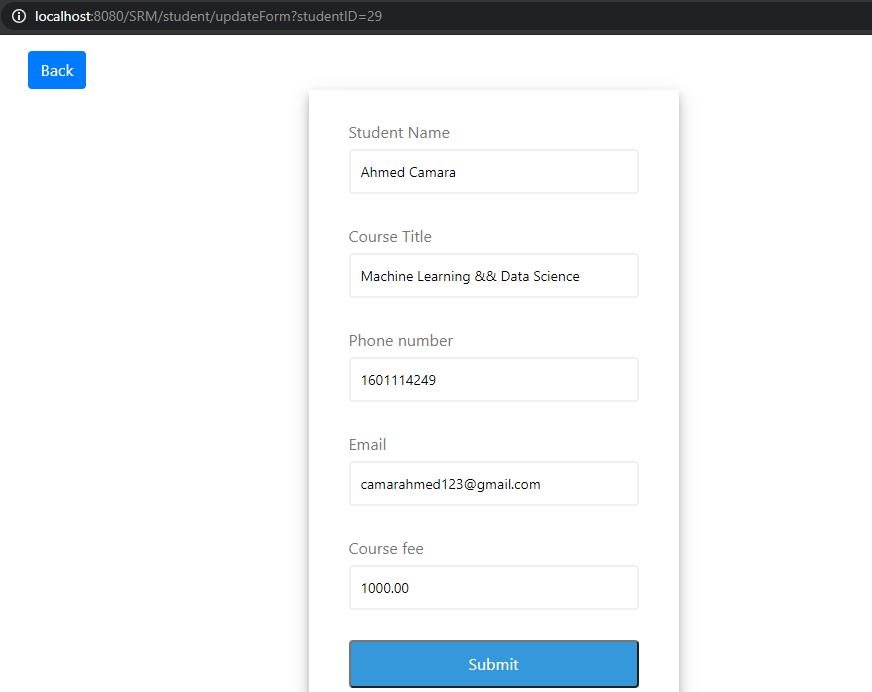 localhost:8080/SRM/student/updateForm?studentID=29
Back
Student Name
Ahmed Camara
Course Title
Machine Learning && Data Science
Phone number
1601114249
Email
camarahmed123@gmail.com
Course fee
1000.00
Submit